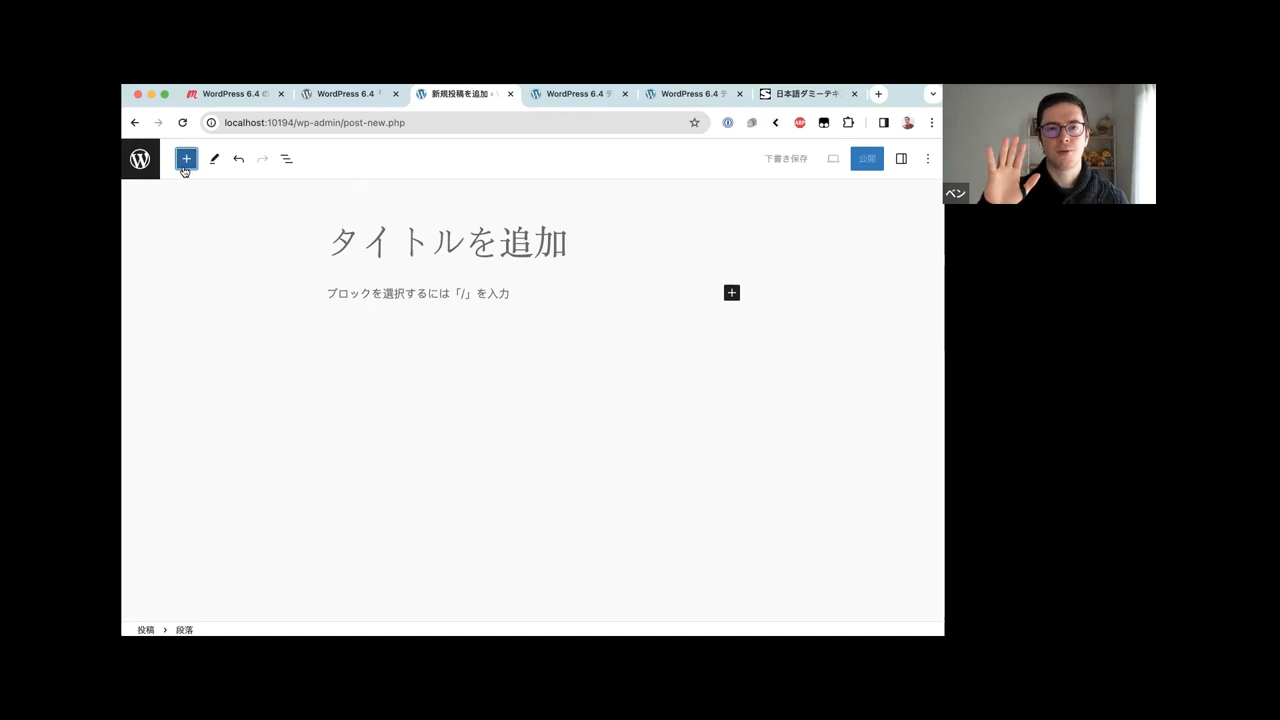 WordPress 6.4 の
WordPress 6.4「
新規投稿を追加 ‹
WordPress 6.4 テ
WordPress 6.4 テ
日本語ダミーテキ
localhost:10194/wp-admin/post-new.php
下書き保存
公開
タイトルを追加
ブロックを選択するには「/」を入力
ベン
投稿 › 段落